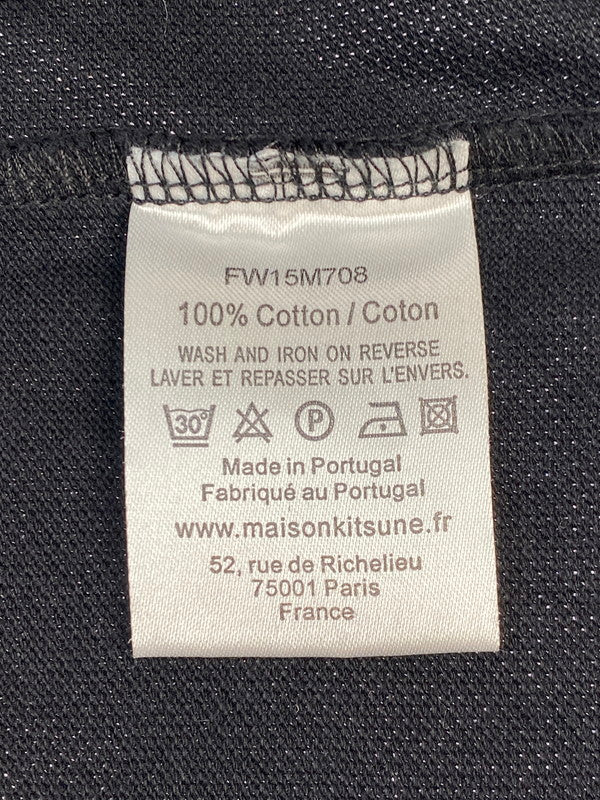 FW15M708
100% Cotton / Coton
WASH AND IRON ON REVERSE
LAVER ET REPASSER SUR L'ENVERS.
30° P
Made in Portugal
Fabriqué au Portugal
www.maisonkitsune.fr
52, rue de Richelieu
75001 Paris
France